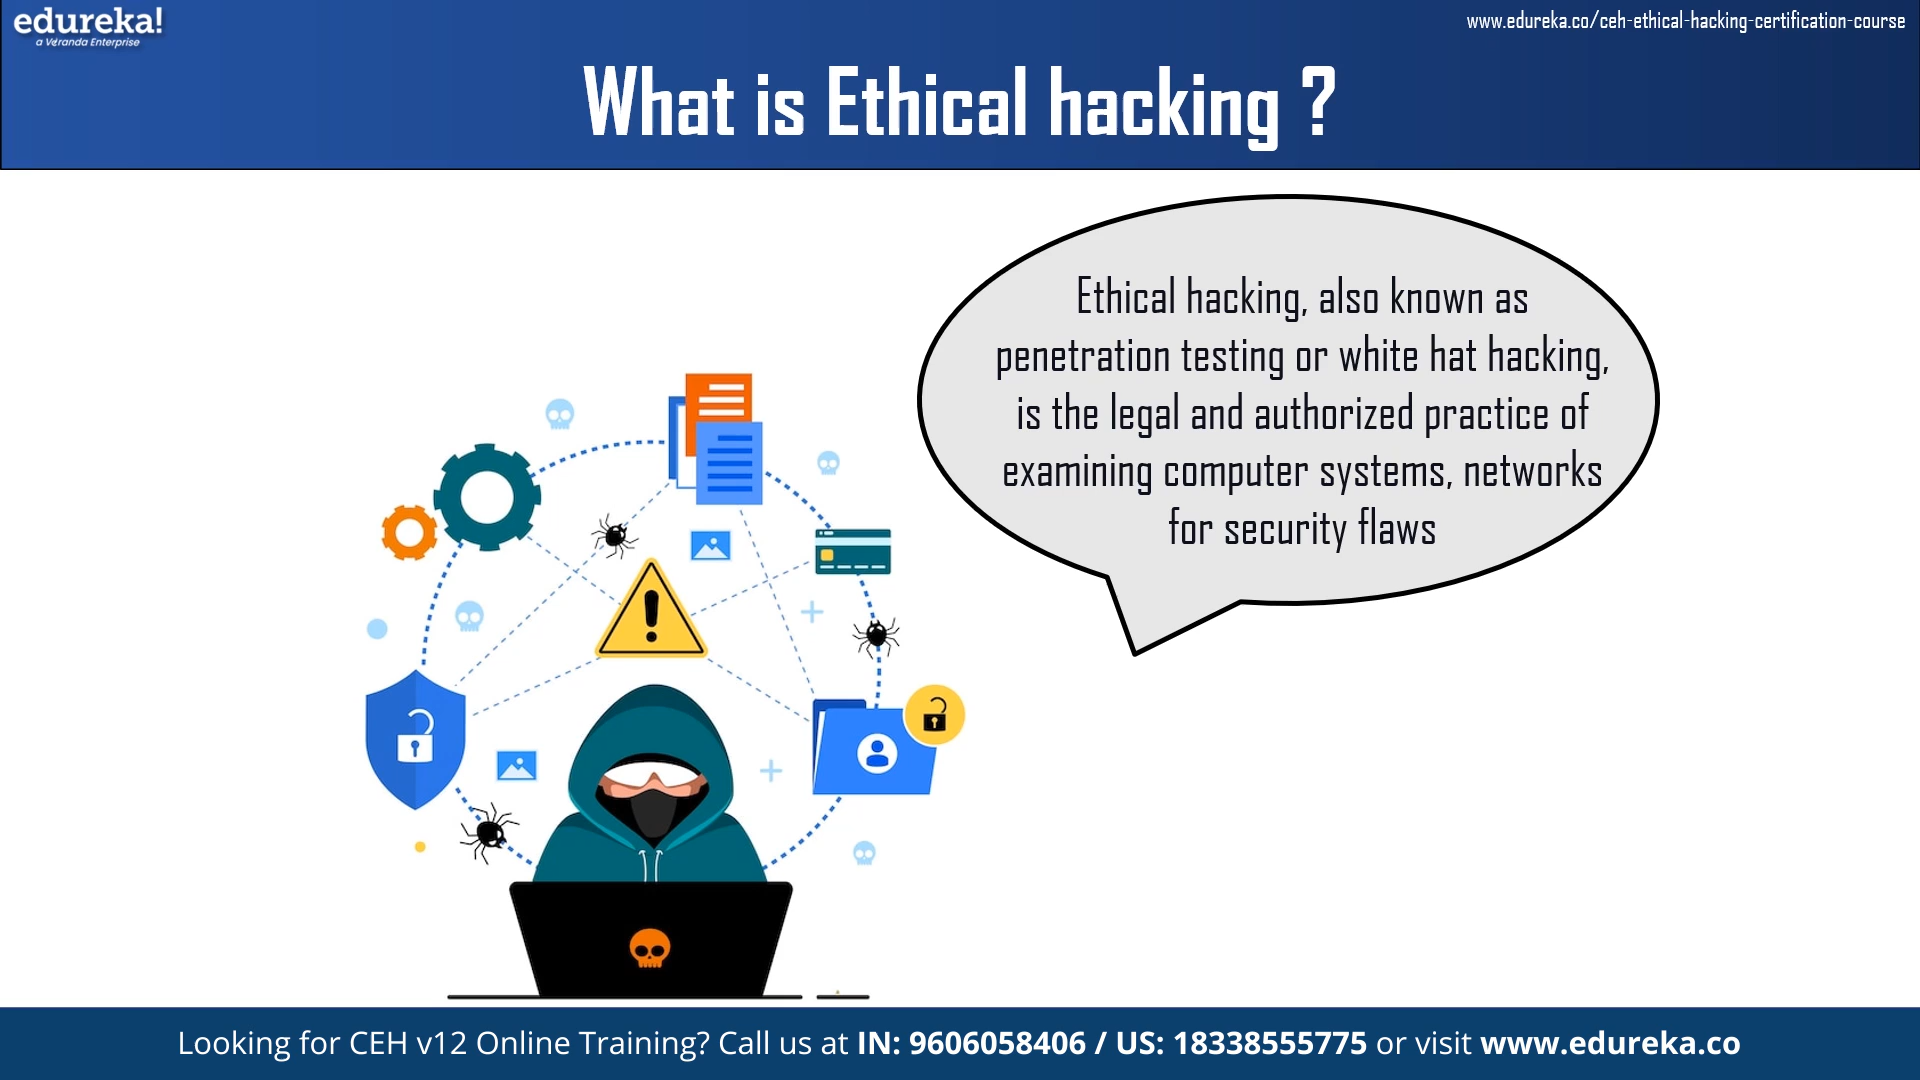 edureka!
a Veranda Enterprise
www.edureka.co/ceh-ethical-hacking-certification-course
What is Ethical hacking ?
Ethical hacking, also known as
penetration testing or white hat hacking,
is the legal and authorized practice of
examining computer systems, networks
for security flaws
Looking for CEH v12 Online Training? Call us at IN: 9606058406 / US: 18338555775 or visit www.edureka.co